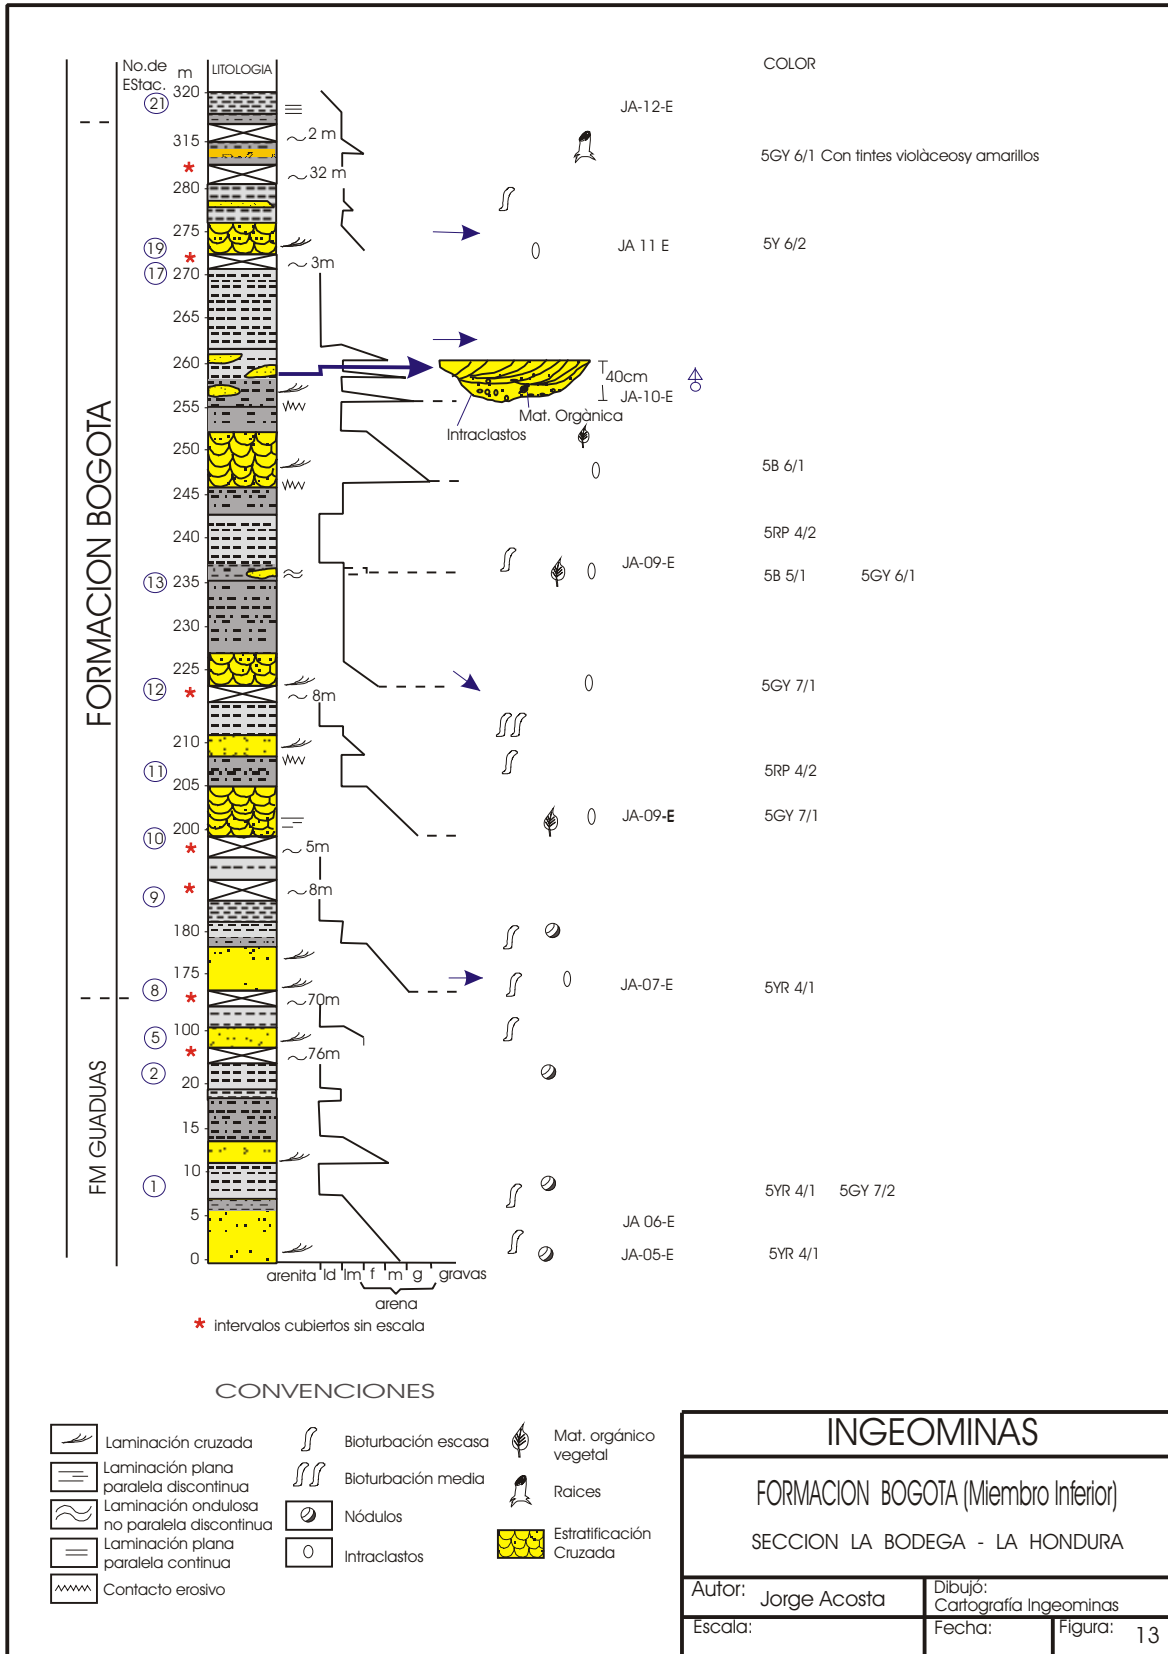 No.de
EStac.
m
LITOLOGIA
COLOR
320
21
JA-12-E
2 m
315
5GY 6/1 Con tintes violàceosy amarillos
*
32 m
280
275
19
JA 11 E
5Y 6/2
*
3m
17
270
265
260
40cm
JA-10-E
255
Mat. Orgànica
Intraclastos
250
5B 6/1
245
240
5RP 4/2
JA-09-E
13
235
5B 5/1
5GY 6/1
230
225
12
*
8m
5GY 7/1
210
11
5RP 4/2
205
JA-09-E
5GY 7/1
200
10
*
5m
*
8m
9
180
175
8
JA-07-E
5YR 4/1
*
70m
100
5
*
76m
2
20
15
10
1
5YR 4/1
5GY 7/2
5
JA 06-E
0
JA-05-E
5YR 4/1
FORMACION BOGOTA
FM GUADUAS
arenita ld lm f m g gravas
arena
* intervalos cubiertos sin escala
CONVENCIONES
Laminación cruzada
Laminación plana
paralela discontinua
Laminación ondulosa
no paralela discontinua
Laminación plana
paralela continua
Contacto erosivo
Bioturbación escasa
Bioturbación media
Nódulos
Intraclastos
Mat. orgánico
vegetal
Raices
Estratificación
Cruzada
INGEOMINAS
FORMACION BOGOTA (Miembro Inferior)
SECCION LA BODEGA - LA HONDURA
Autor: Jorge Acosta
Dibujó:
Cartografía Ingeominas
Escala:
Fecha:
Figura: 13